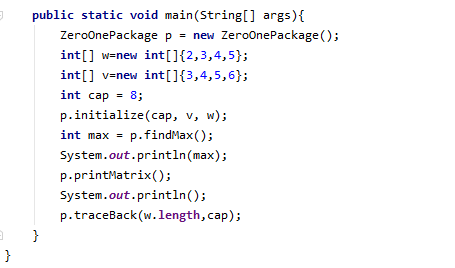 public static void main(String[] args){
ZeroOnePackage p = new ZeroOnePackage();
int[] w=new int[]{2,3,4,5};
int[] v=new int[]{3,4,5,6};
int cap = 8;
p.initialize(cap, v, w);
int max = p.findMax();
System.out.println(max);
p.printMatrix();
System.out.println();
p.traceBack(w.length,cap);
}
}